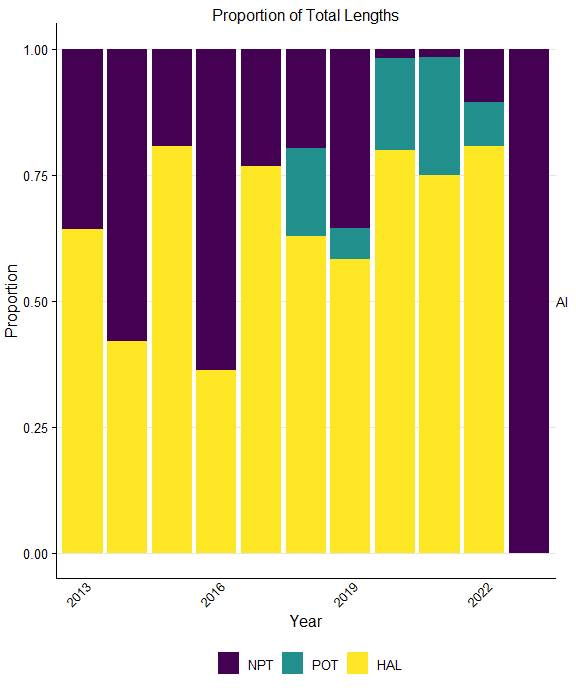 Proportion of Total Lengths
1.00
0.75
0.50
0.25
0.00
Proportion
AI
2013
2016
2019
2022
Year
NPT POT HAL